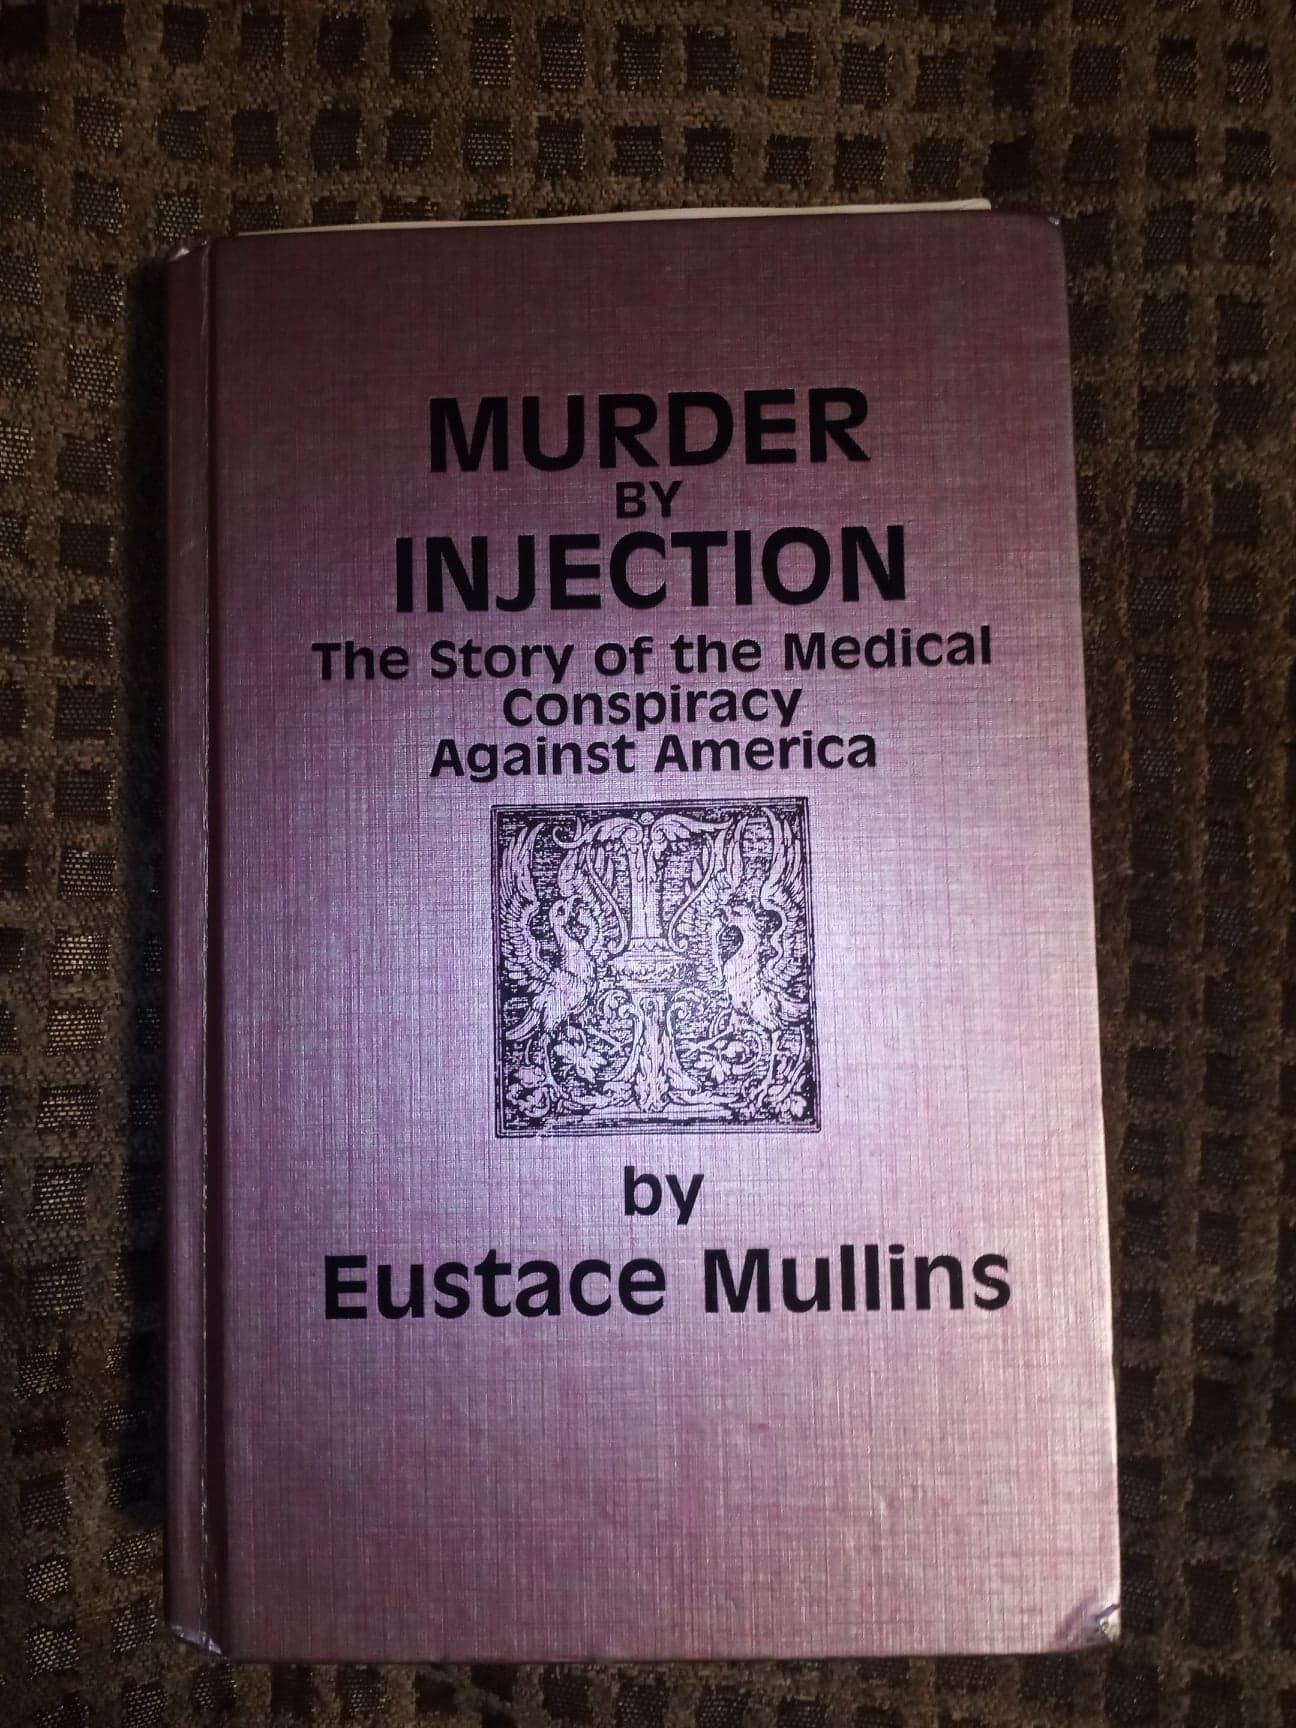 MURDER
BY
INJECTION
The Story of the Medical
Conspiracy
Against America
by
Eustace Mullins